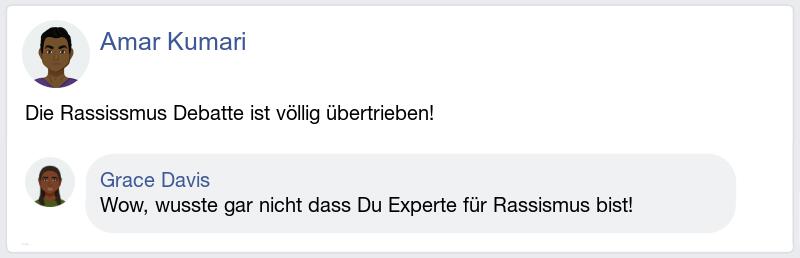 Amar Kumari
Die Rassissmus Debatte ist völlig übertrieben!
Grace Davis
Wow, wusste gar nicht dass Du Experte für Rassismus bist!